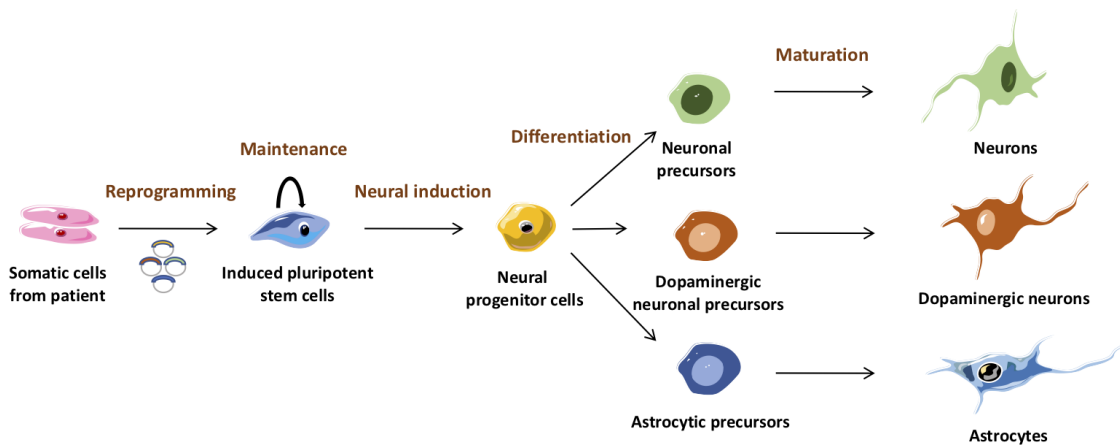 Maturation
Differentiation
Neuronal
precursors
Neurons
Maintenance
Reprogramming
Neural induction
Somatic cells
from patient
Induced pluripotent
stem cells
Neural
progenitor cells
Dopaminergic
neuronal precursors
Dopaminergic neurons
Astrocytic precursors
Astrocytes